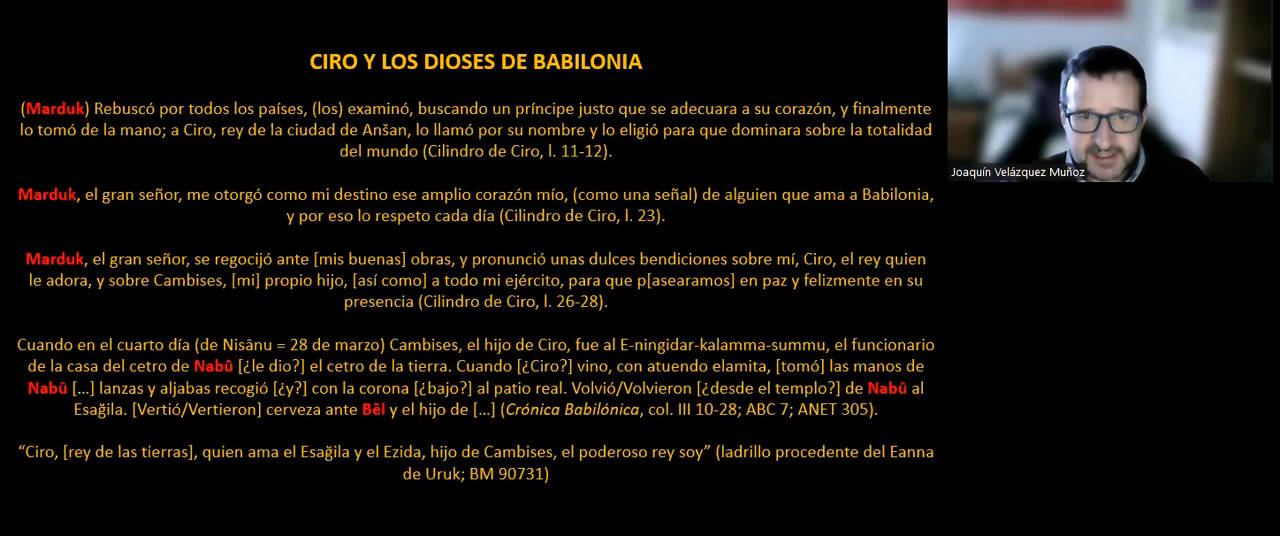 CIRO Y LOS DIOSES DE BABILONIA
(Marduk) Rebuscó por todos los países, (los) examinó, buscando un príncipe justo que se adecuara a su corazón, y finalmente
lo tomó de la mano; a Ciro, rey de la ciudad de Anšan, lo llamó por su nombre y lo eligió para que dominara sobre la totalidad
del mundo (Cilindro de Ciro, l. 11-12).
Marduk, el gran señor, me otorgó como mi destino ese amplio corazón mío, (como una señal) de alguien que ama a Babilonia,
y por eso lo respeto cada día (Cilindro de Ciro, l. 23).
Marduk, el gran señor, se regocijó ante [mis buenas] obras, y pronunció unas dulces bendiciones sobre mí, Ciro, el rey quien
le adora, y sobre Cambises, [mi] propio hijo, [así como] a todo mi ejército, para que p[asearamos] en paz y felizmente en su
presencia (Cilindro de Ciro, l. 26-28).
Cuando en el cuarto día (de Nisānu = 28 de marzo) Cambises, el hijo de Ciro, fue al E-ningidar-kalamma-summu, el funcionario
de la casa del cetro de Nabû [¿le dio?] el cetro de la tierra. Cuando [¿Ciro?] vino, con atuendo elamita, [tomó] las manos de
Nabû [...] lanzas y aljabas recogió [¿y?] con la corona [¿bajo?] al patio real. Volvió/Volvieron [¿desde el templo?] de Nabû al
Esağila. [Vertió/Vertieron] cerveza ante Bēl y el hijo de [...] (Crónica Babilónica, col. III 10-28; ABC 7; ANET 305).
“Ciro, [rey de las tierras], quien ama el Esağila y el Ezida, hijo de Cambises, el poderoso rey soy” (ladrillo procedente del Eanna
de Uruk; BM 90731)
Joaquín Velázquez Muñoz